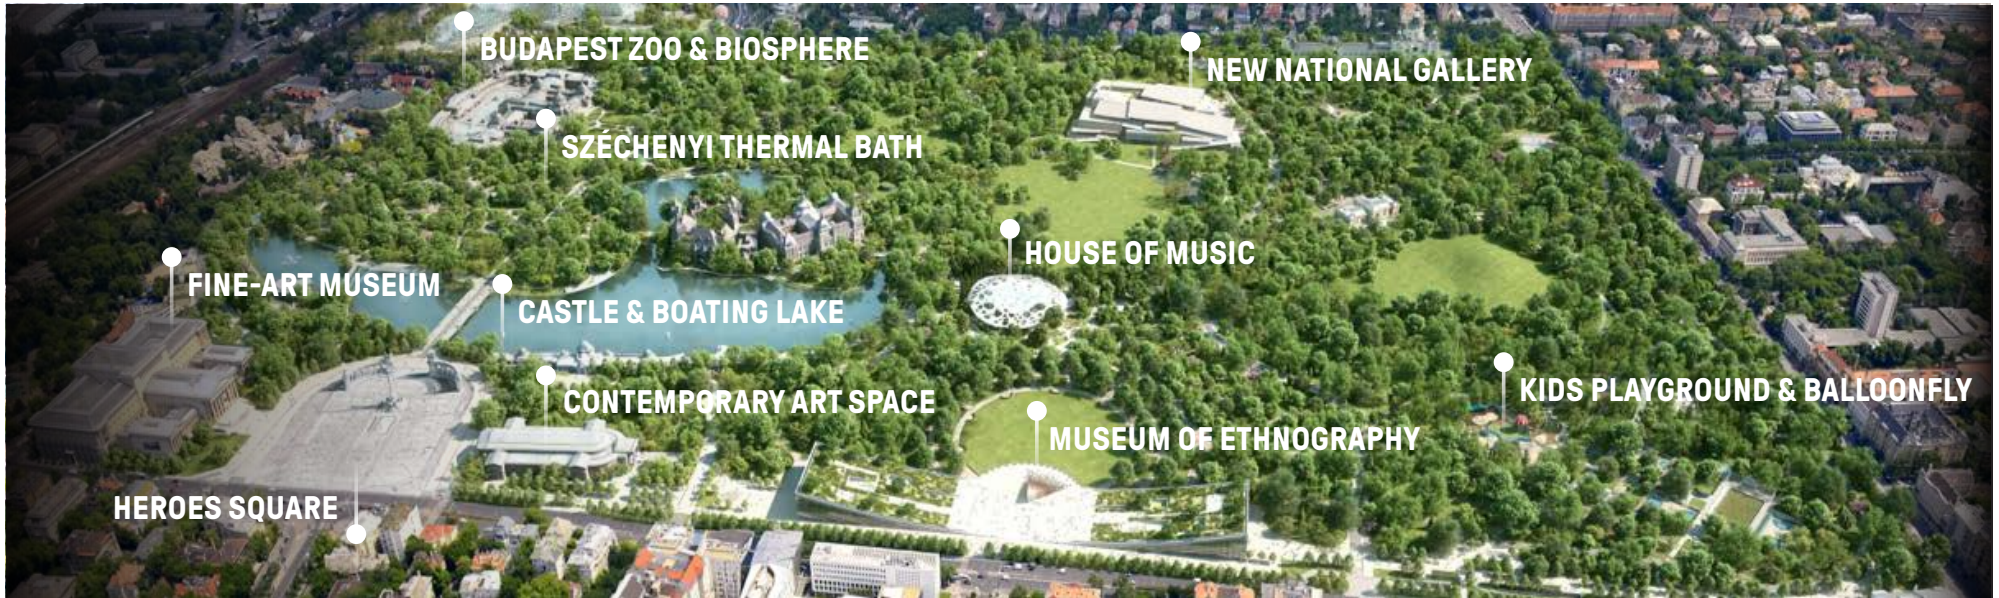 BUDAPEST ZOO & BIOSPHERE
NEW NATIONAL GALLERY
SZÉCHENYI THERMAL BATH
HOUSE OF MUSIC
FINE-ART MUSEUM
CASTLE & BOATING LAKE
KIDS PLAYGROUND & BALLOONFLY
CONTEMPORARY ART SPACE
MUSEUM OF ETHNOGRAPHY
HEROES SQUARE